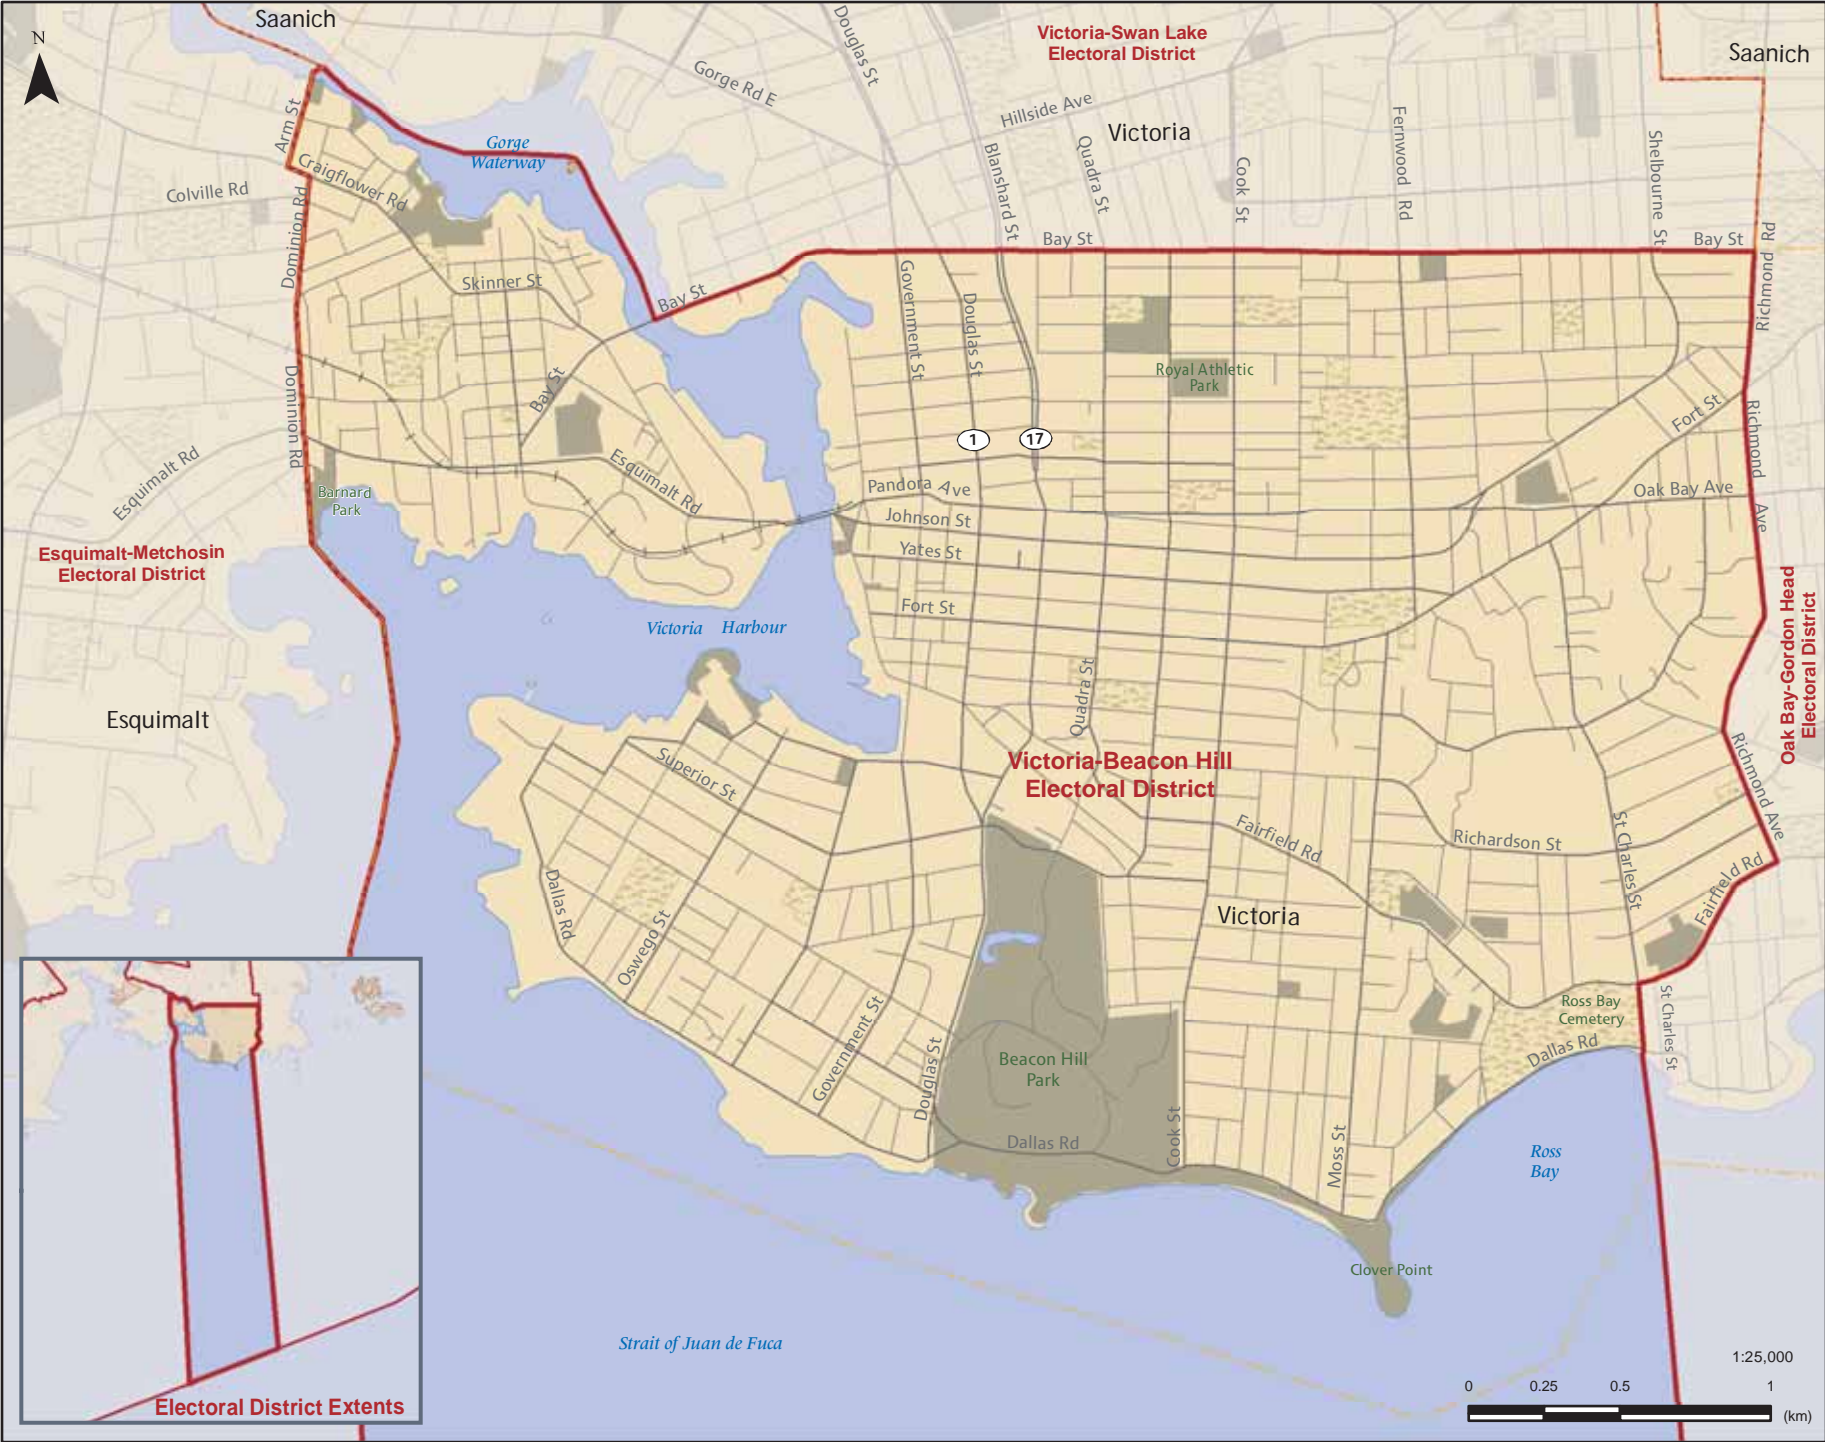 Saanich
Douglas St
Victoria-Swan Lake
Electoral District
Saanich
N
Gorge Rd E
Hillside Ave
Victoria
Arm St
Gorge
Waterway
Blanshard St
Quadra St
Cook St
Fernwood Rd
Shelbourne St
Craigflower Rd
Colville Rd
Dominion Rd
Bay St
Bay St
Richmond Rd
Skinner St
Bay St
Government St
Douglas St
Royal Athletic
Park
Dominion Rd
Bay St
Fort St
Richmond Ave
1
17
Esquimalt Rd
Esquimalt Rd
Pandora Ave
Oak Bay Ave
Barnard
Park
Johnson St
Yates St
Esquimalt-Metchosin
Electoral District
Fort St
Victoria Harbour
Oak Bay-Gordon Head
Electoral District
Quadra St
Esquimalt
Superior St
Victoria-Beacon Hill
Electoral District
Richmond Ave
Fairfield Rd
Richardson St
St Charles St
Fairfield Rd
Dallas Rd
Oswego St
Victoria
Ross Bay
Cemetery
St Charles St
Government St
Douglas St
Beacon Hill
Park
Dallas Rd
Dallas Rd
Cook St
Moss St
Ross
Bay
Clover Point
Strait of Juan de Fuca
1:25,000
0 0.25 0.5 1
(km)
Electoral District Extents